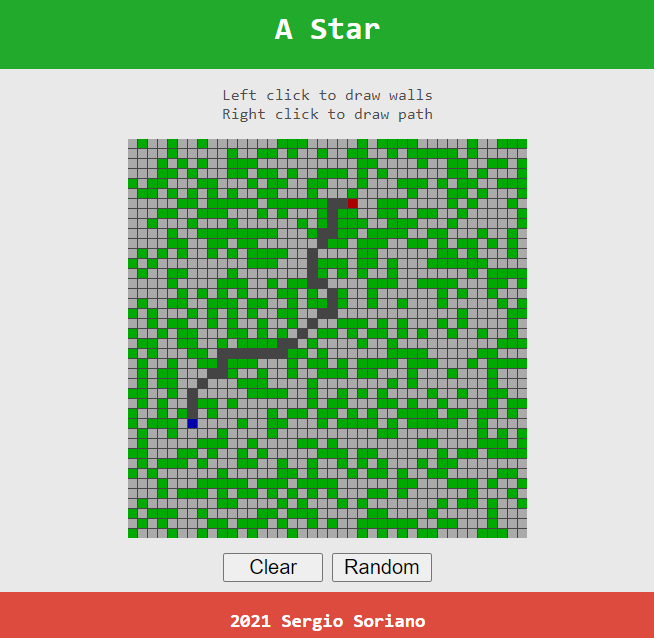 A Star
Left click to draw walls
Right click to draw path
Clear
Random
2021 Sergio Soriano